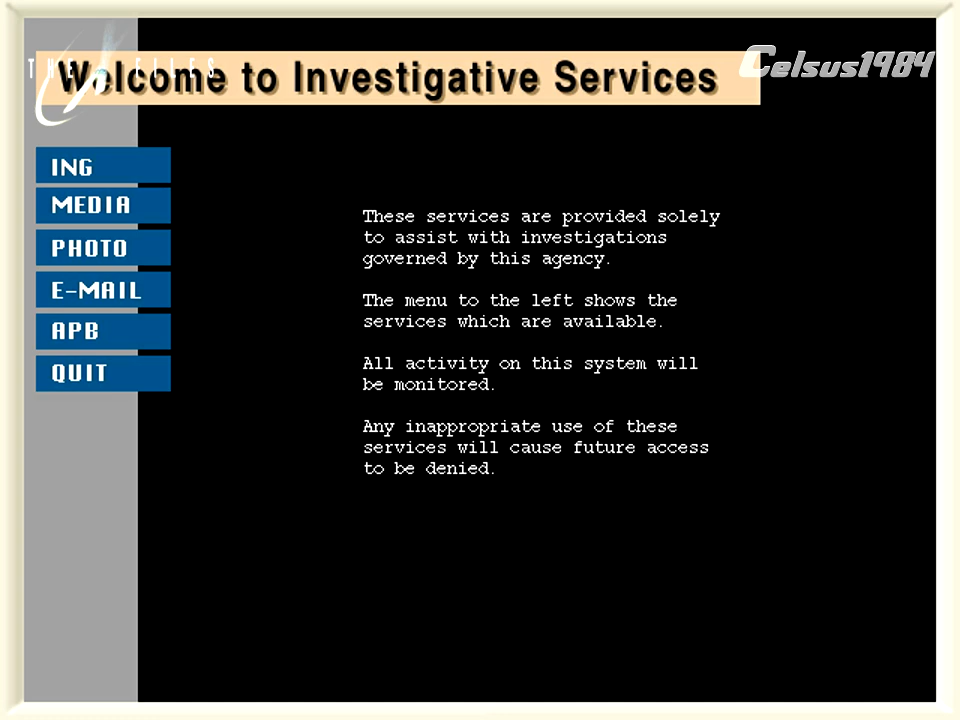 THE X FILES
Welcome to Investigative Services
Celsus1984
ING
MEDIA
PHOTO
E-MAIL
APB
QUIT
These services are provided solely
to assist with investigations
governed by this agency.
The menu to the left shows the
services which are available.
All activity on this system will
be monitored.
Any inappropriate use of these
services will cause future access
to be denied.